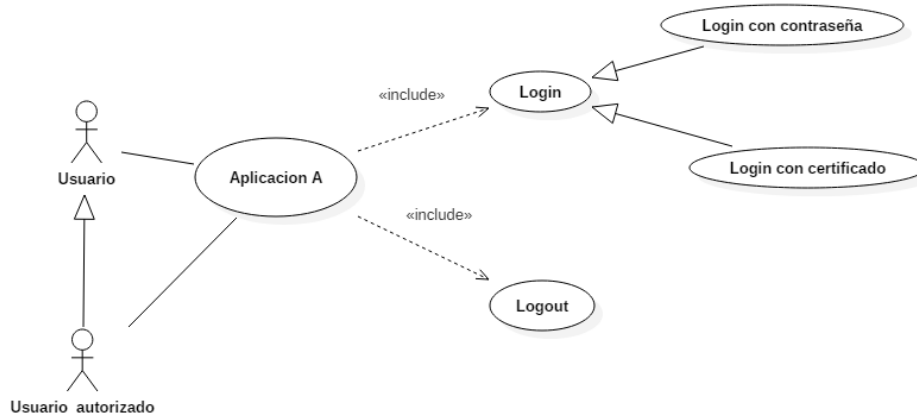 Login con contraseña
«include»
Login
Usuario
Aplicacion A
Login con certificado
«include»
Logout
Usuario autorizado